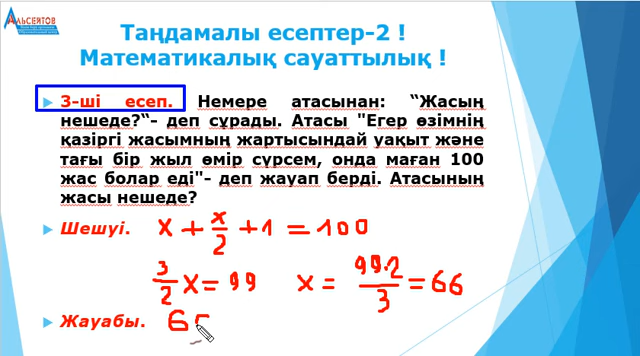 АЛЬСЕИТОВ
Таңдамалы есептер-2 !
Математикалық сауаттылық !
3-ші есеп. Немере атасынан: "Жасың
нешеде?"- деп сұрады. Атасы "Егер өзімнің
қазіргі жасымның жартысындай уақыт және
тағы бір жыл өмір сүрсем, онда маған 100
жас болар еді"- деп жауап берді. Атасының
жасы нешеде?
Шешуі. x + x/2 + 1 = 100
3/2 x = 99 x = 99·2/3 = 66
Жауабы. 6